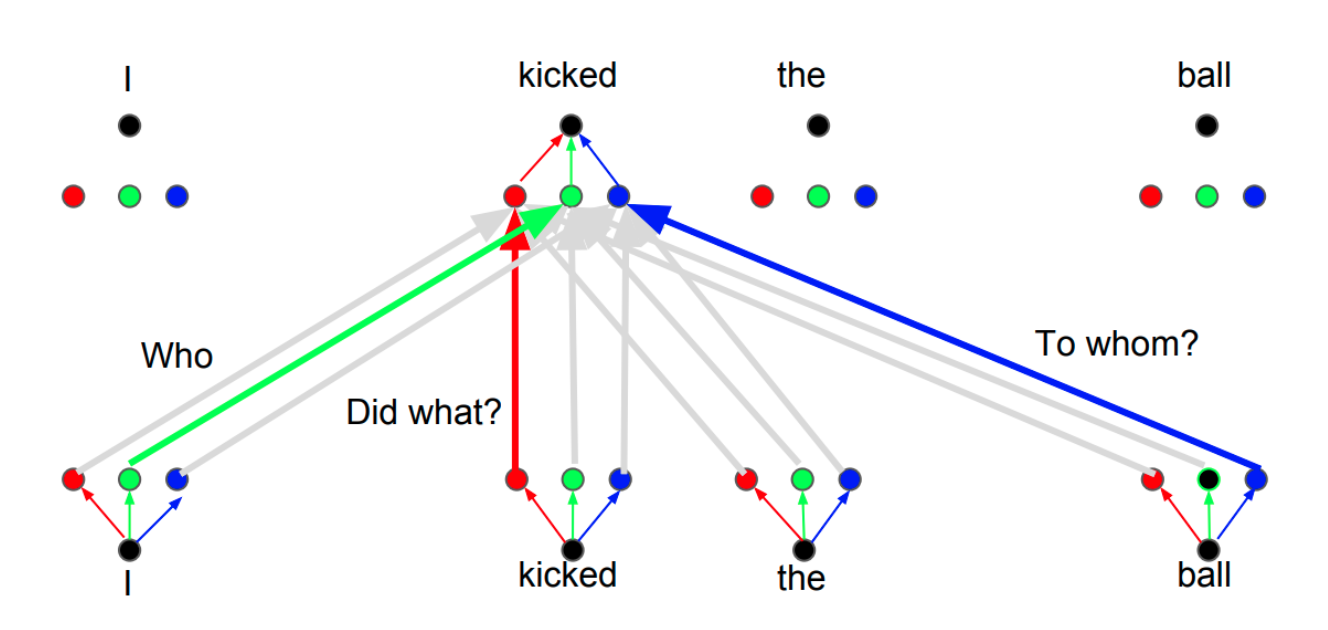 I kicked the ball
Who
To whom?
Did what?
I kicked the ball